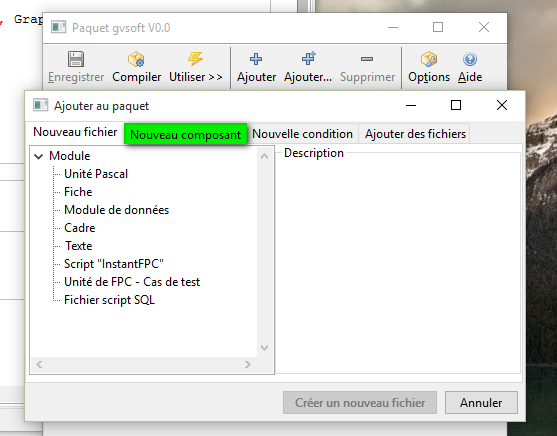 , Grap
Paquet gvsoft V0.0
Enregistrer Compiler Utiliser >> Ajouter Ajouter... Supprimer Options Aide
Ajouter au paquet
Nouveau fichier Nouveau composant Nouvelle condition Ajouter des fichiers
Module
Unité Pascal
Fiche
Module de données
Cadre
Texte
Script "InstantFPC"
Unité de FPC - Cas de test
Fichier script SQL
Description
Créer un nouveau fichier Annuler